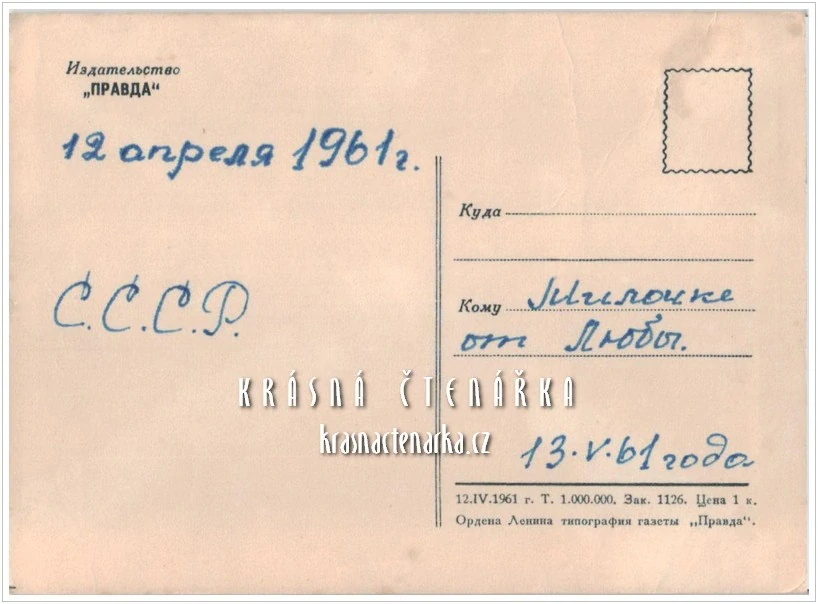 Издательство
„ПРАВДА“
12 апреля 1961 г.
С.С.С.Р.
Куда
Кому Милочке
от Любы.
KRÁSNÁ ČTENÁŘKA
krasnactenarka.cz
13.V.61 года
12.IV.1961 г. Т. 1.000.000. Зак. 1126. Цена 1 к.
Ордена Ленина типография газеты „Правда“.